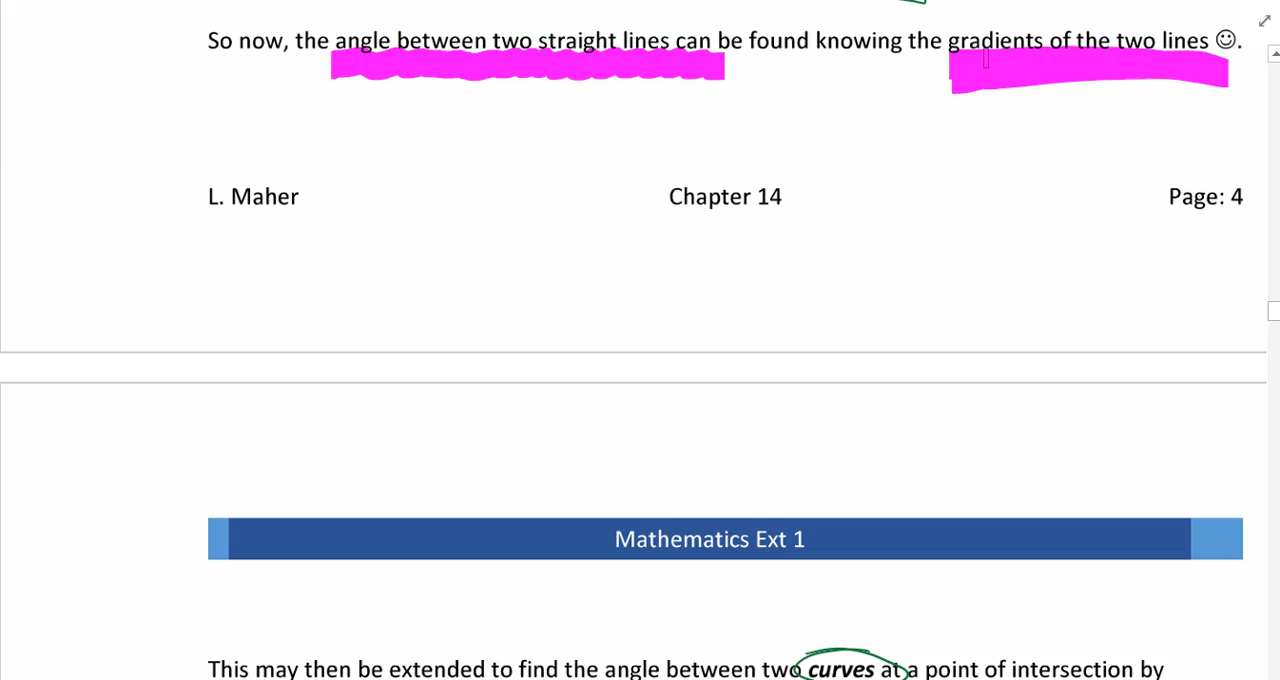 So now, the angle between two straight lines can be found knowing the gradients of the two lines ☺.
L. Maher Chapter 14 Page: 4
Mathematics Ext 1
This may then be extended to find the angle between two curves at a point of intersection by